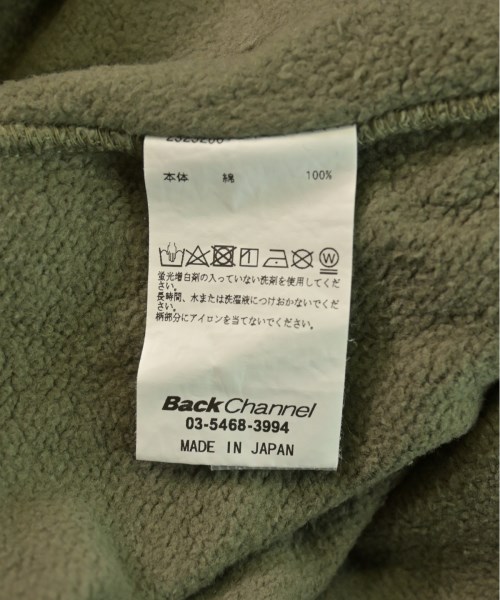 本体 綿 100%
W
蛍光増白剤の入っていない洗剤を使用してくだ
さい。
長時間、水または洗濯液につけおかないでくだ
さい。
柄部分にアイロンを当てないでください。
Back Channel
03-5468-3994
MADE IN JAPAN